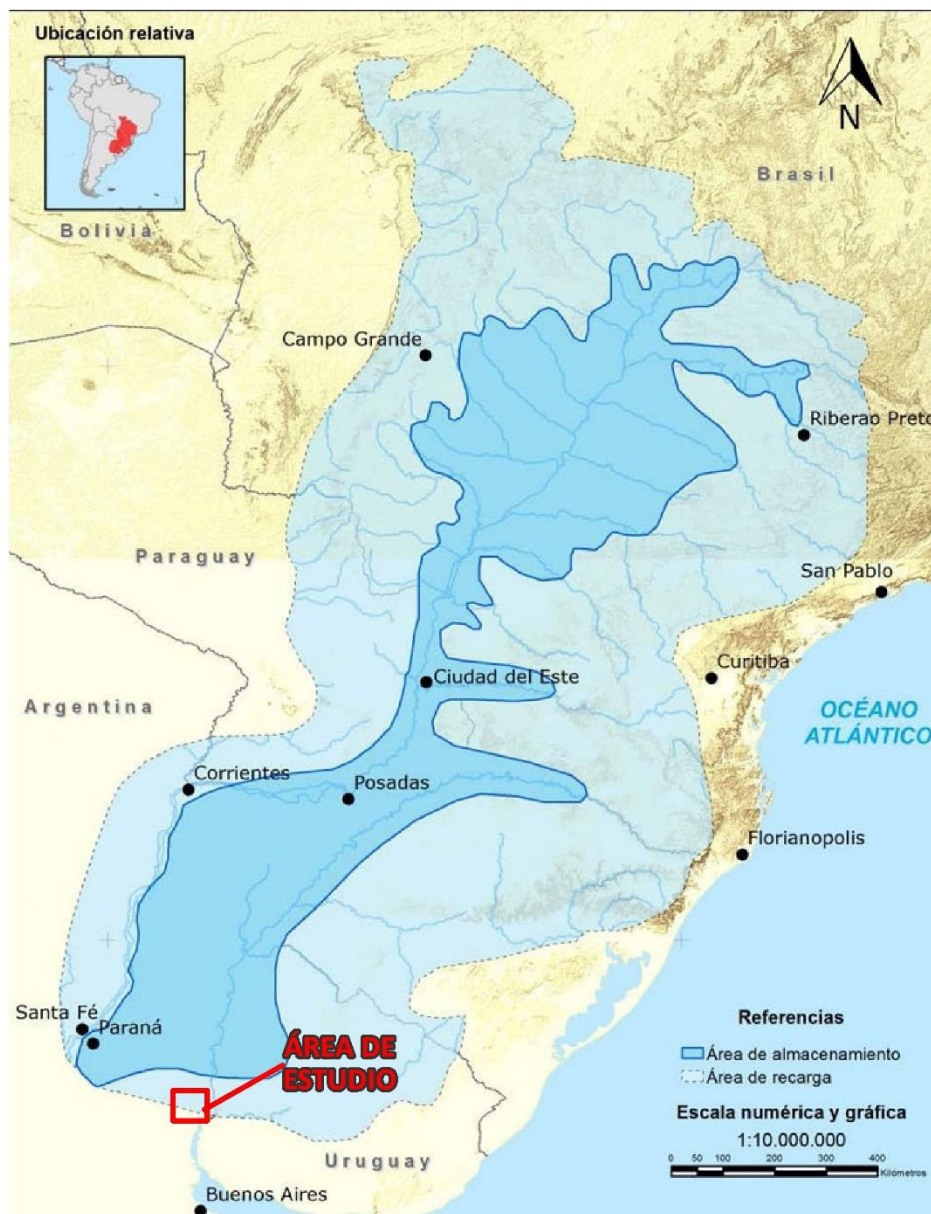 Ubicación relativa
N
Brasil
Bolivia
Campo Grande
Riberao Preto
Paraguay
San Pablo
Curitiba
Ciudad del Este
Argentina
OCÉANO
ATLÁNTICO
Corrientes
Posadas
Florianopolis
Santa Fé
Paraná
ÁREA DE
ESTUDIO
Referencias
Área de almacenamiento
Área de recarga
Escala numérica y gráfica
1:10.000.000
0 50 100 200 300 400
Kilómetros
Uruguay
Buenos Aires